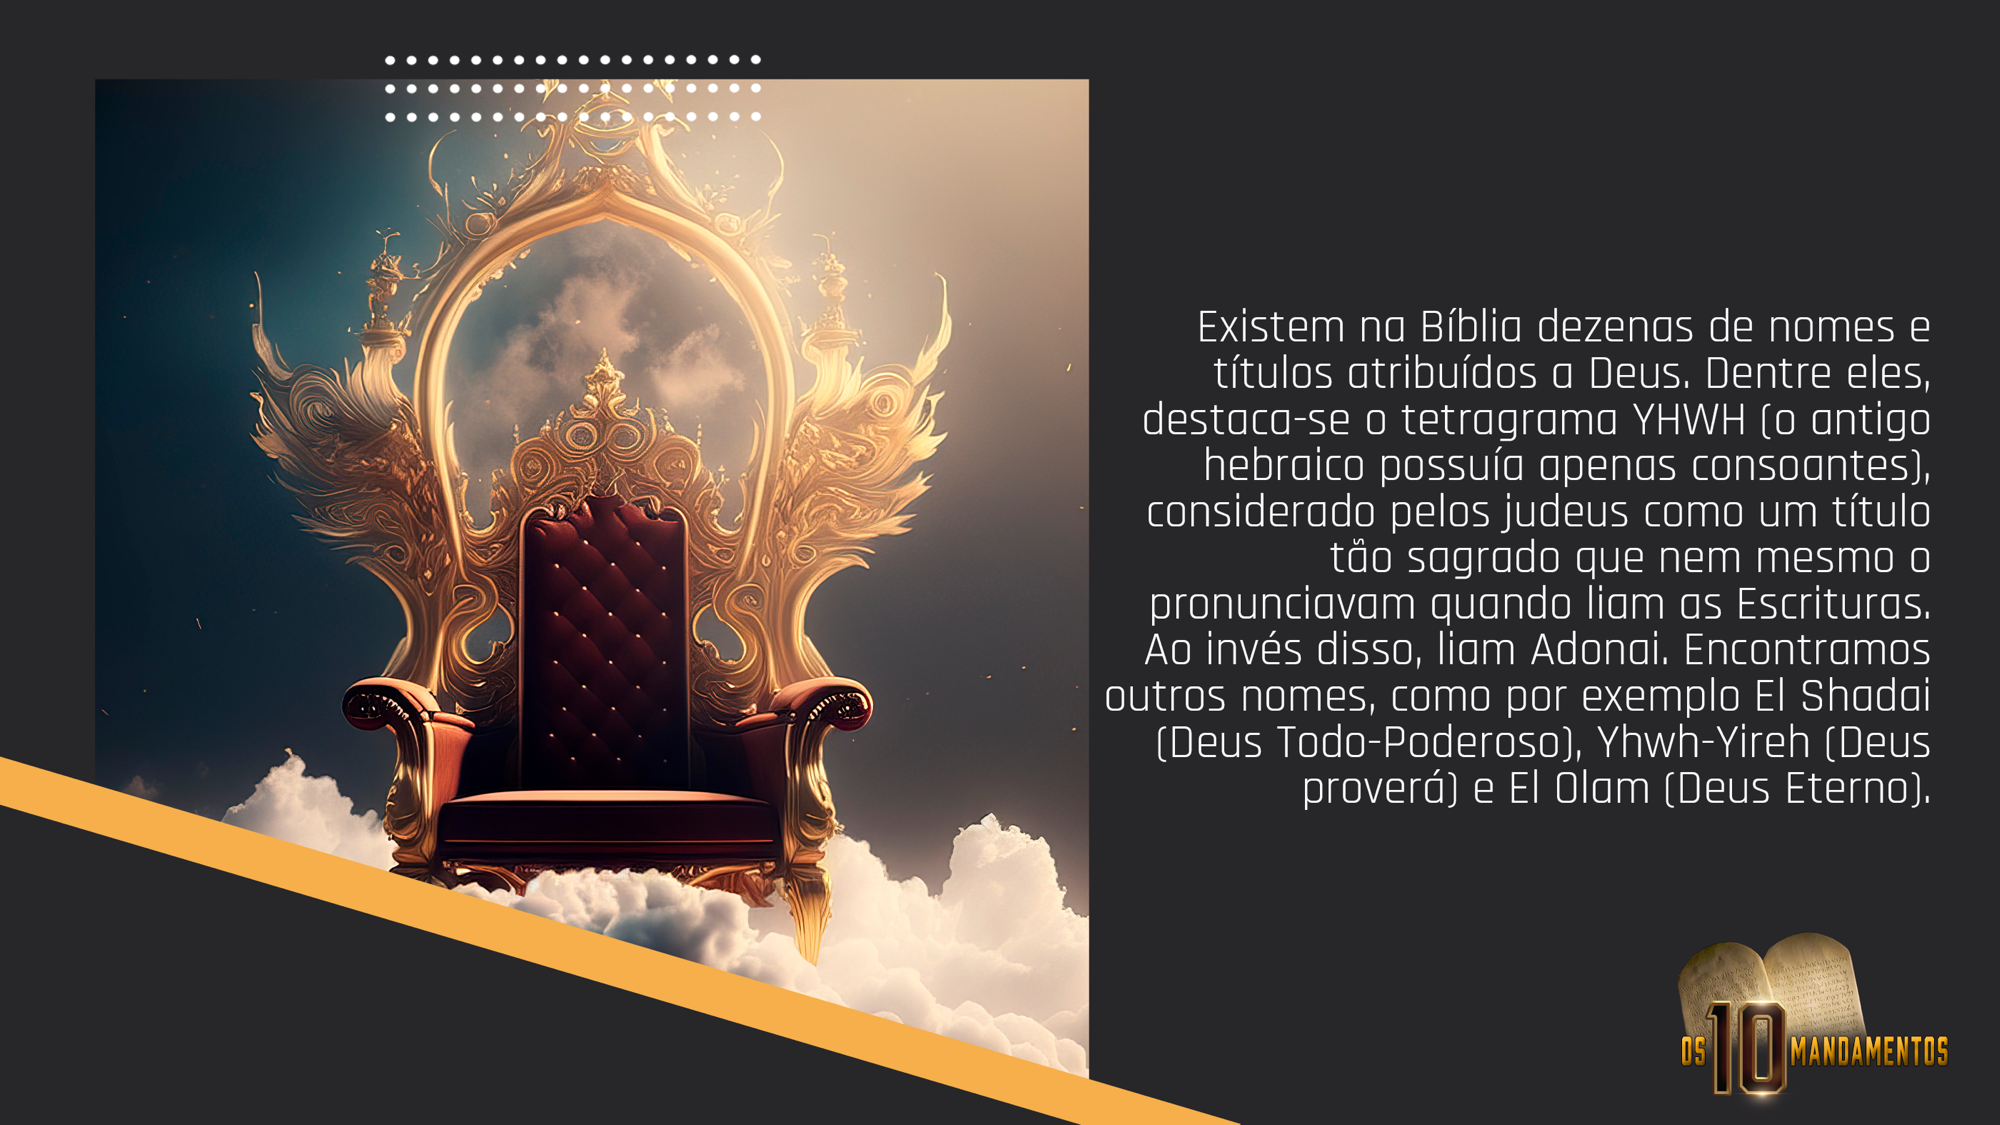 Existem na Bíblia dezenas de nomes e
títulos atribuídos a Deus. Dentre eles,
destaca-se o tetragrama YHWH (o antigo
hebraico possuía apenas consoantes),
considerado pelos judeus como um título
tão sagrado que nem mesmo o
pronunciavam quando liam as Escrituras.
Ao invés disso, liam Adonai. Encontramos
outros nomes, como por exemplo El Shadai
(Deus Todo-Poderoso), Yhwh-Yireh (Deus
proverá) e El Olam (Deus Eterno).
OS 10 MANDAMENTOS